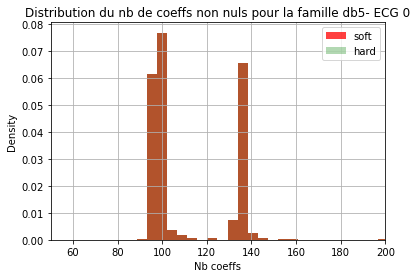 Distribution du nb de coeffs non nuls pour la famille db5- ECG 0
soft
hard
0.08
0.07
0.06
0.05
0.04
0.03
0.02
0.01
0.00
Density
60 80 100 120 140 160 180 200
Nb coeffs